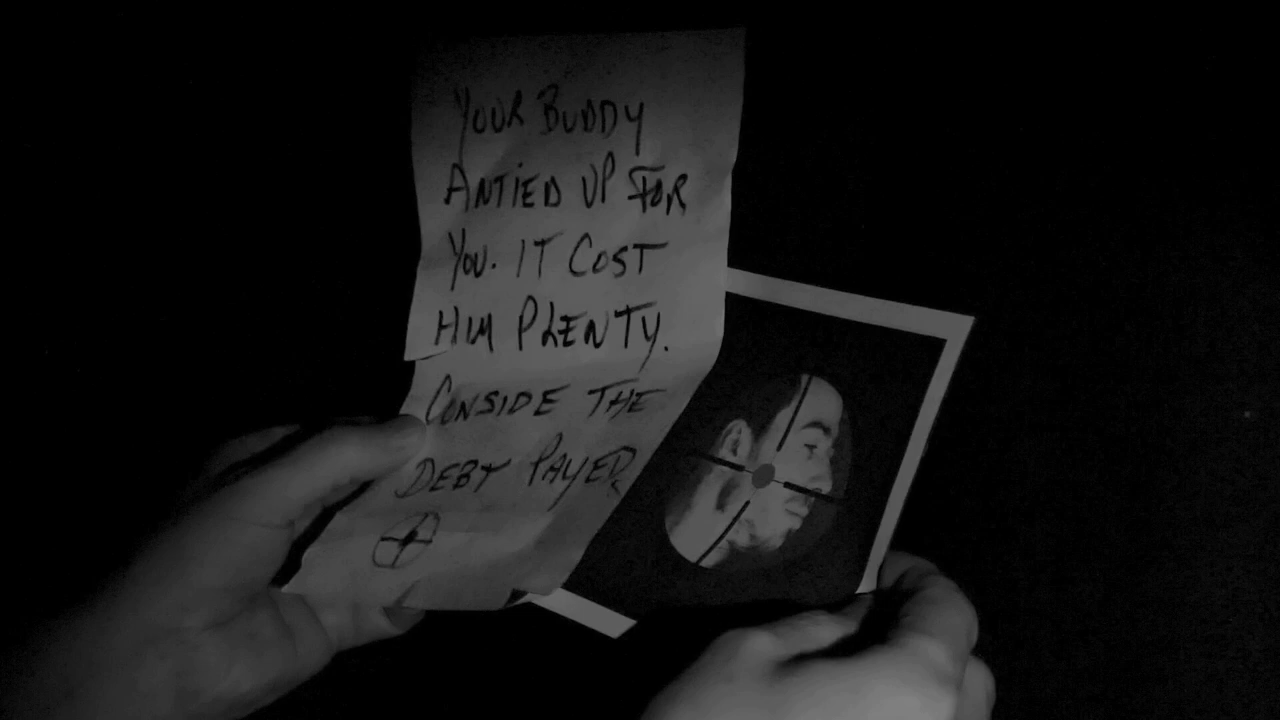 YOUR BUDDY
ANTIED UP FOR
YOU. IT COST
HIM PLENTY.
CONSIDE THE
DEBT PAYED